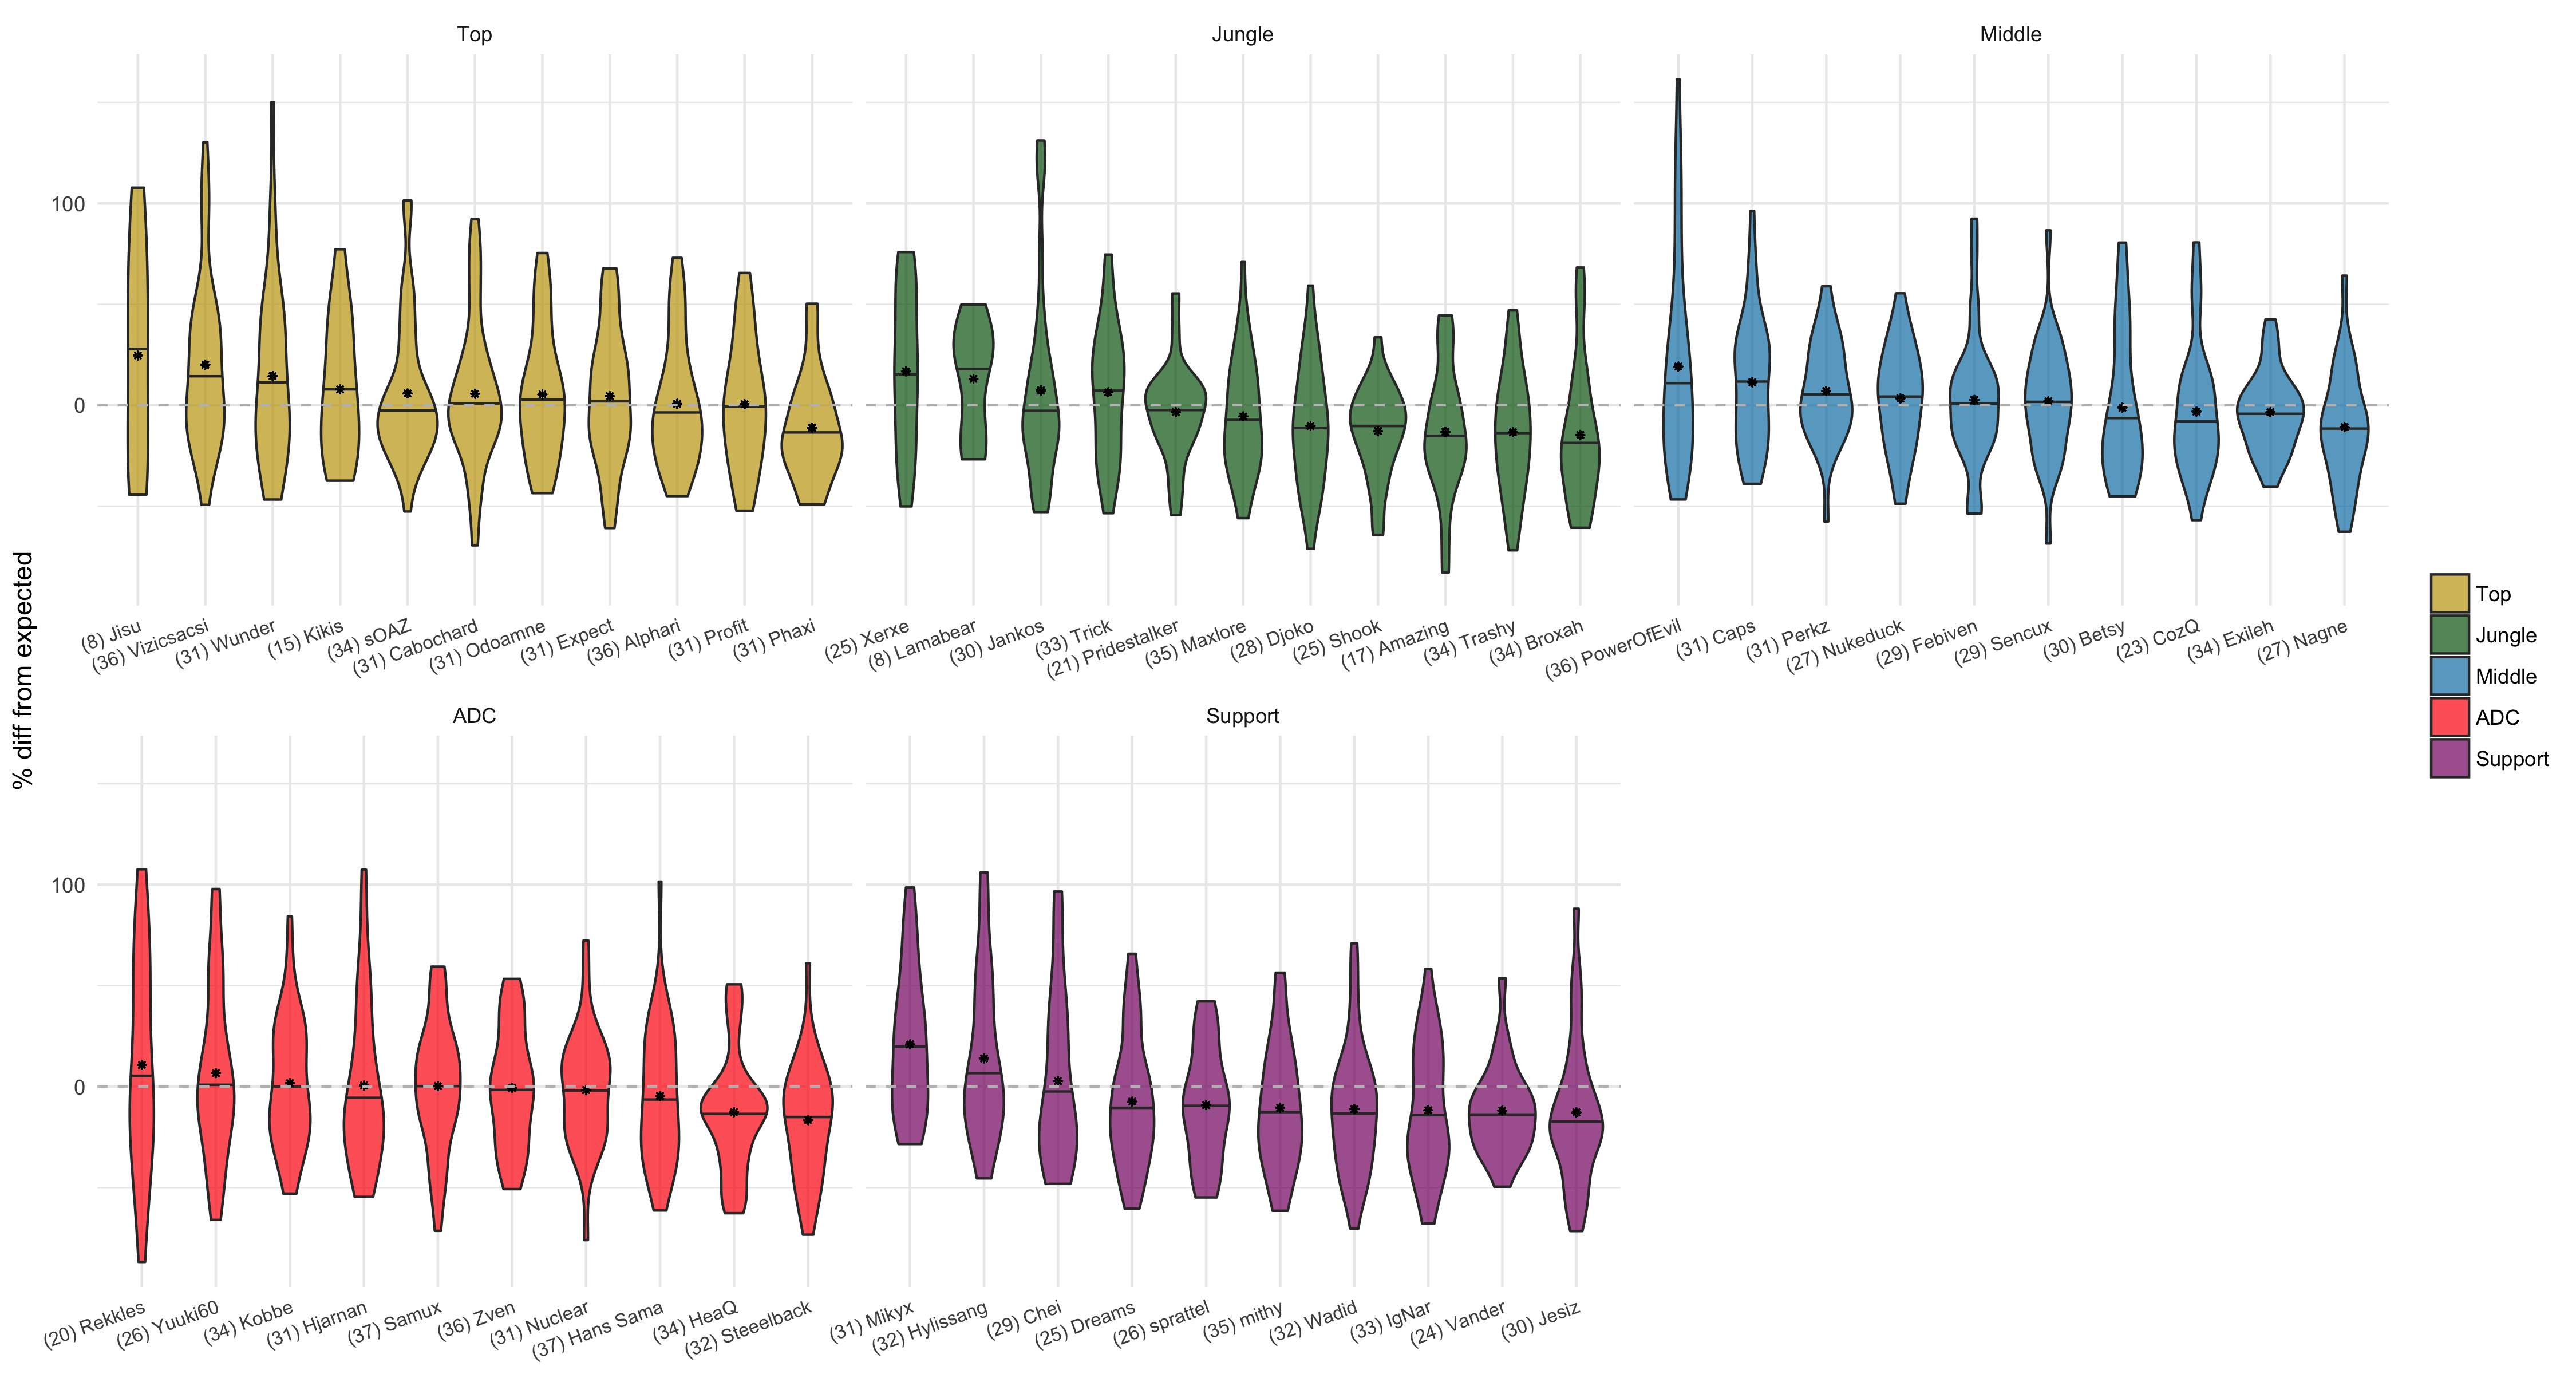 Top
Jungle
Middle
100
0
(8) Jisu
(36) Vizicsacsi
(31) Wunder
(15) Kikis
(34) sOAZ
(31) Cabochard
(31) Odoamne
(31) Expect
(36) Alphari
(31) Profit
(31) Phaxi
(25) Xerxe
(8) Lamabear
(30) Jankos
(33) Trick
(21) Pridestalker
(35) Maxlore
(28) Djoko
(25) Shook
(17) Amazing
(34) Trashy
(34) Broxah
(36) PowerOfEvil
(31) Caps
(31) Perkz
(27) Nukeduck
(29) Febiven
(29) Sencux
(30) Betsy
(23) CozQ
(34) Exileh
(27) Nagne
% diff from expected
ADC
Support
100
0
(20) Rekkles
(26) Yuuki60
(34) Kobbe
(31) Hjarnan
(37) Samux
(36) Zven
(31) Nuclear
(37) Hans Sama
(34) HeaQ
(32) Steeelback
(31) Mikyx
(32) Hylissang
(29) Chei
(25) Dreams
(26) sprattel
(35) mithy
(32) Wadid
(33) IgNar
(24) Vander
(30) Jesiz
Top
Jungle
Middle
ADC
Support